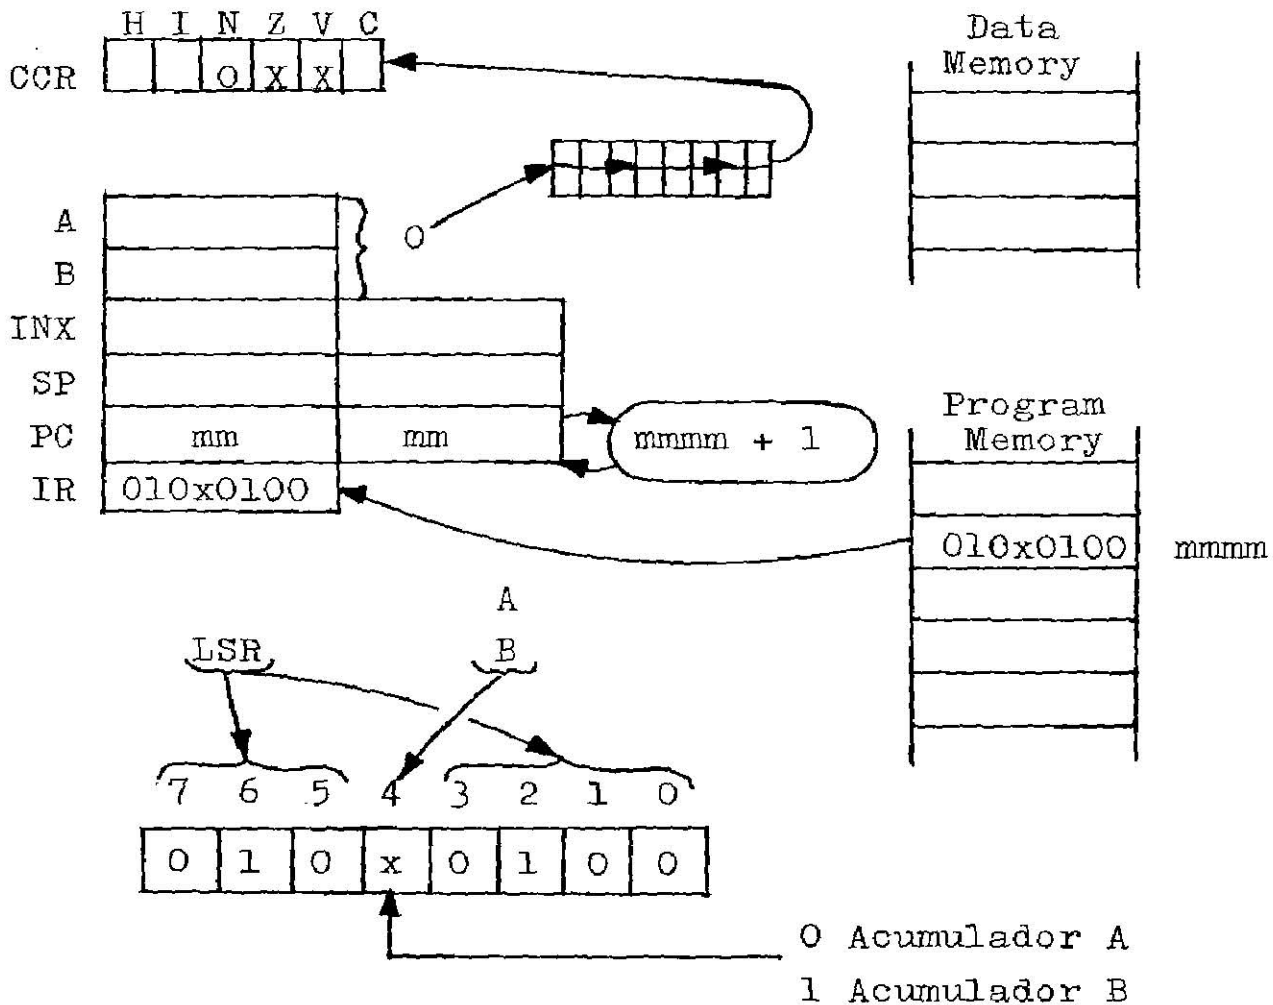 H I N Z V C
CCR
O X X
Data
Memory
A
O
B
INX
SP
PC mm mm
mmmm + 1
IR 010x0100
Program
Memory
010x0100 mmmm
A
LSR B
7 6 5 4 3 2 1 0
0 1 0 x 0 1 0 0
0 Acumulador A
1 Acumulador B